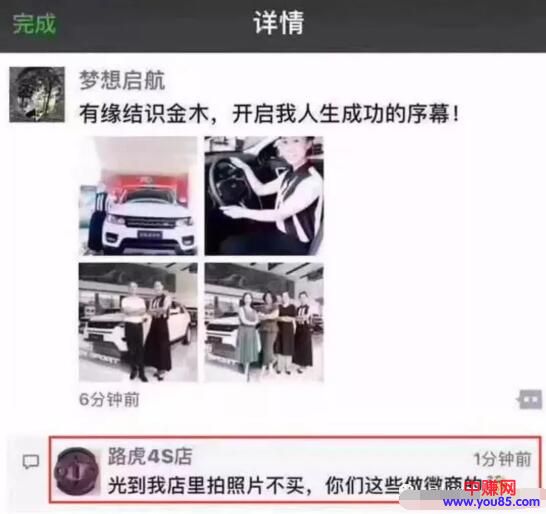 完成
详情
梦想启航
有缘结识金木，开启我人生成功的序幕！
6分钟前
路虎4S店
1分钟前
光到我店里拍照片不买，你们这些做微商的
中赚网
www.you85.com